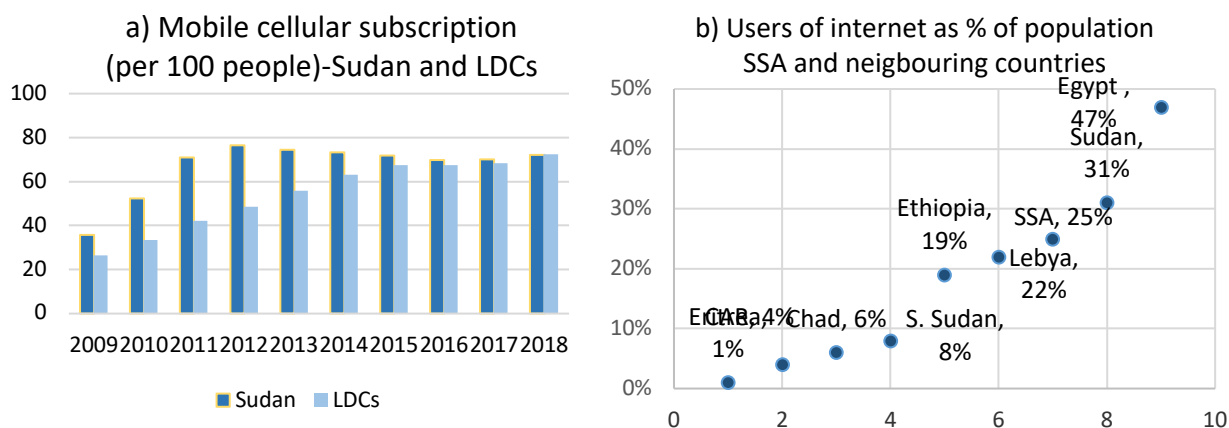 a) Mobile cellular subscription
(per 100 people)-Sudan and LDCs
100
80
60
40
20
0
2009 2010 2011 2012 2013 2014 2015 2016 2017 2018
Sudan LDCs
b) Users of internet as % of population
SSA and neigbouring countries
50%
40%
30%
20%
10%
0%
Egypt ,
47%
Sudan,
31%
Ethiopia,
19%
SSA, 25%
Lebya,
22%
Eritrea,
1%
CAR, 4%
Chad, 6%
S. Sudan,
8%
0 2 4 6 8 10